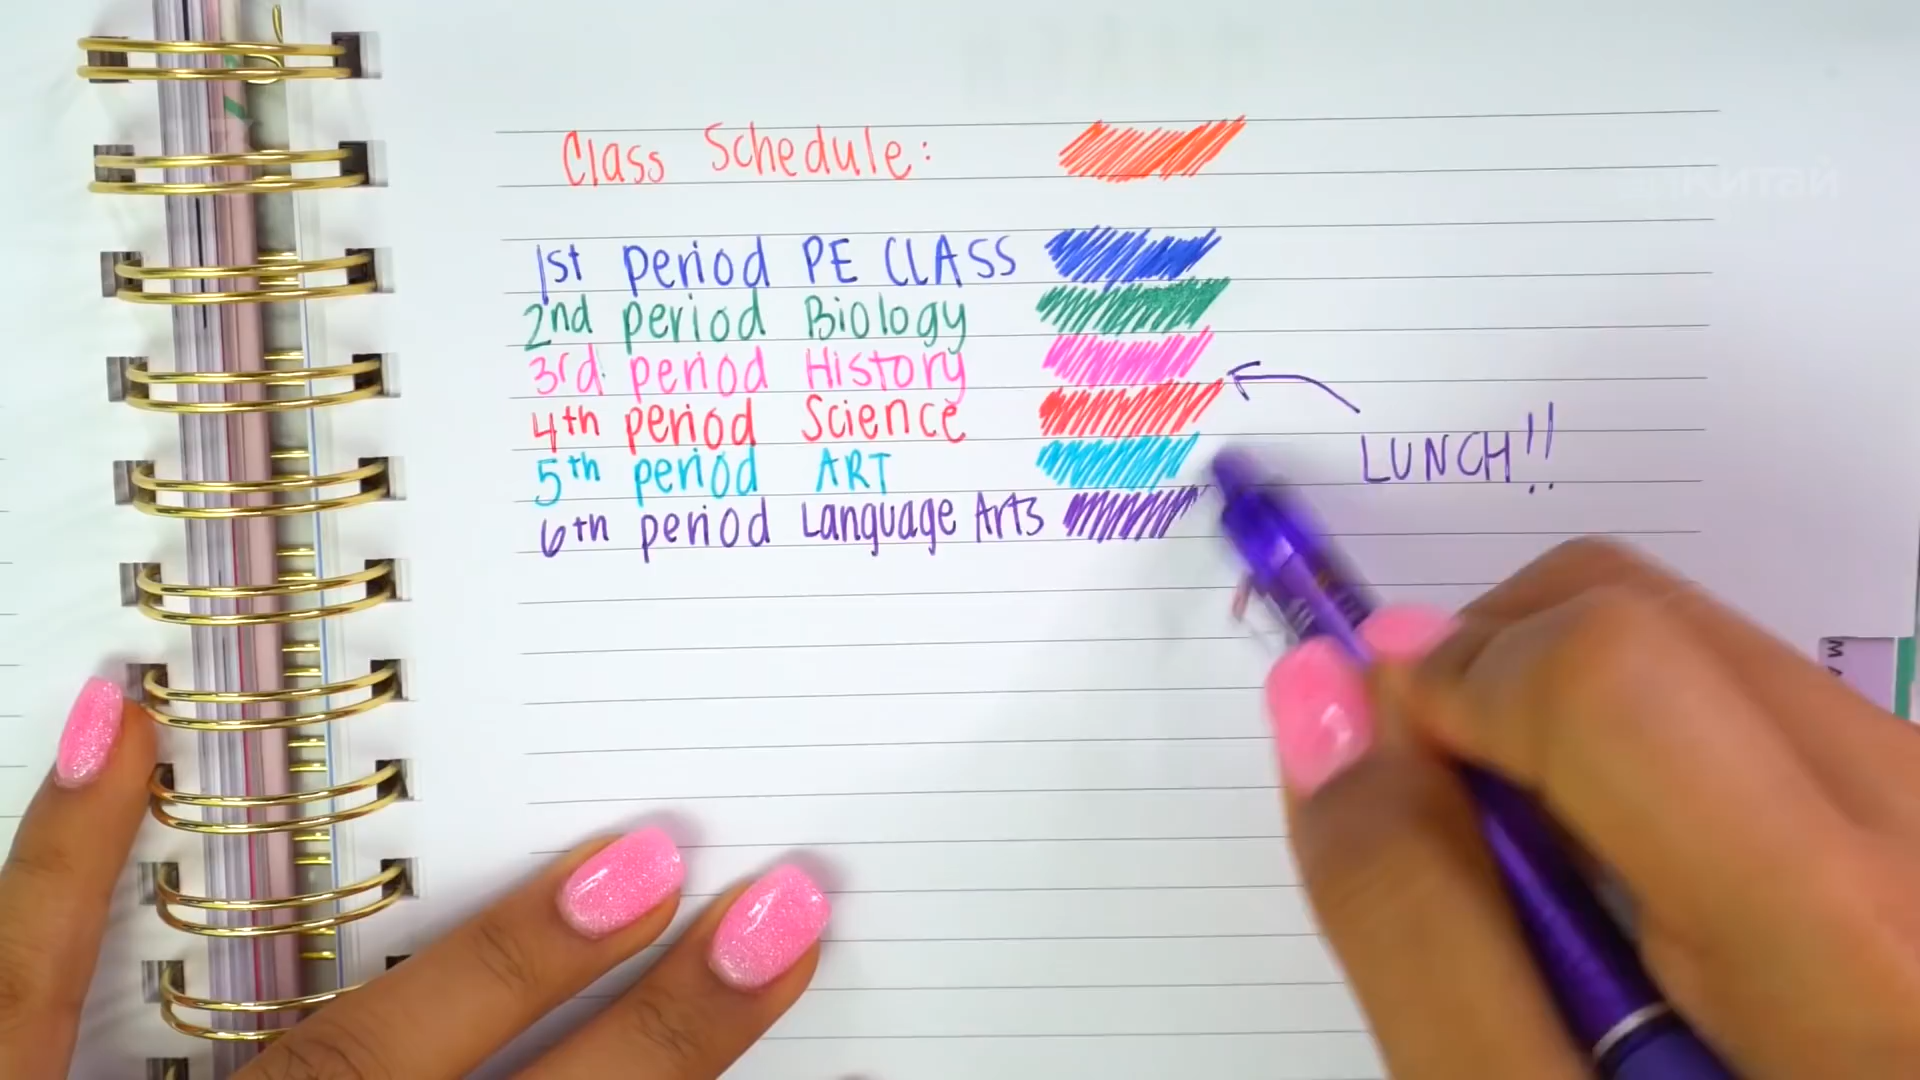 Class Schedule:
1st period PE CLASS
2nd period Biology
3rd period History
4th period Science
5th period ART
6th period Language Arts
LUNCH!!
MA